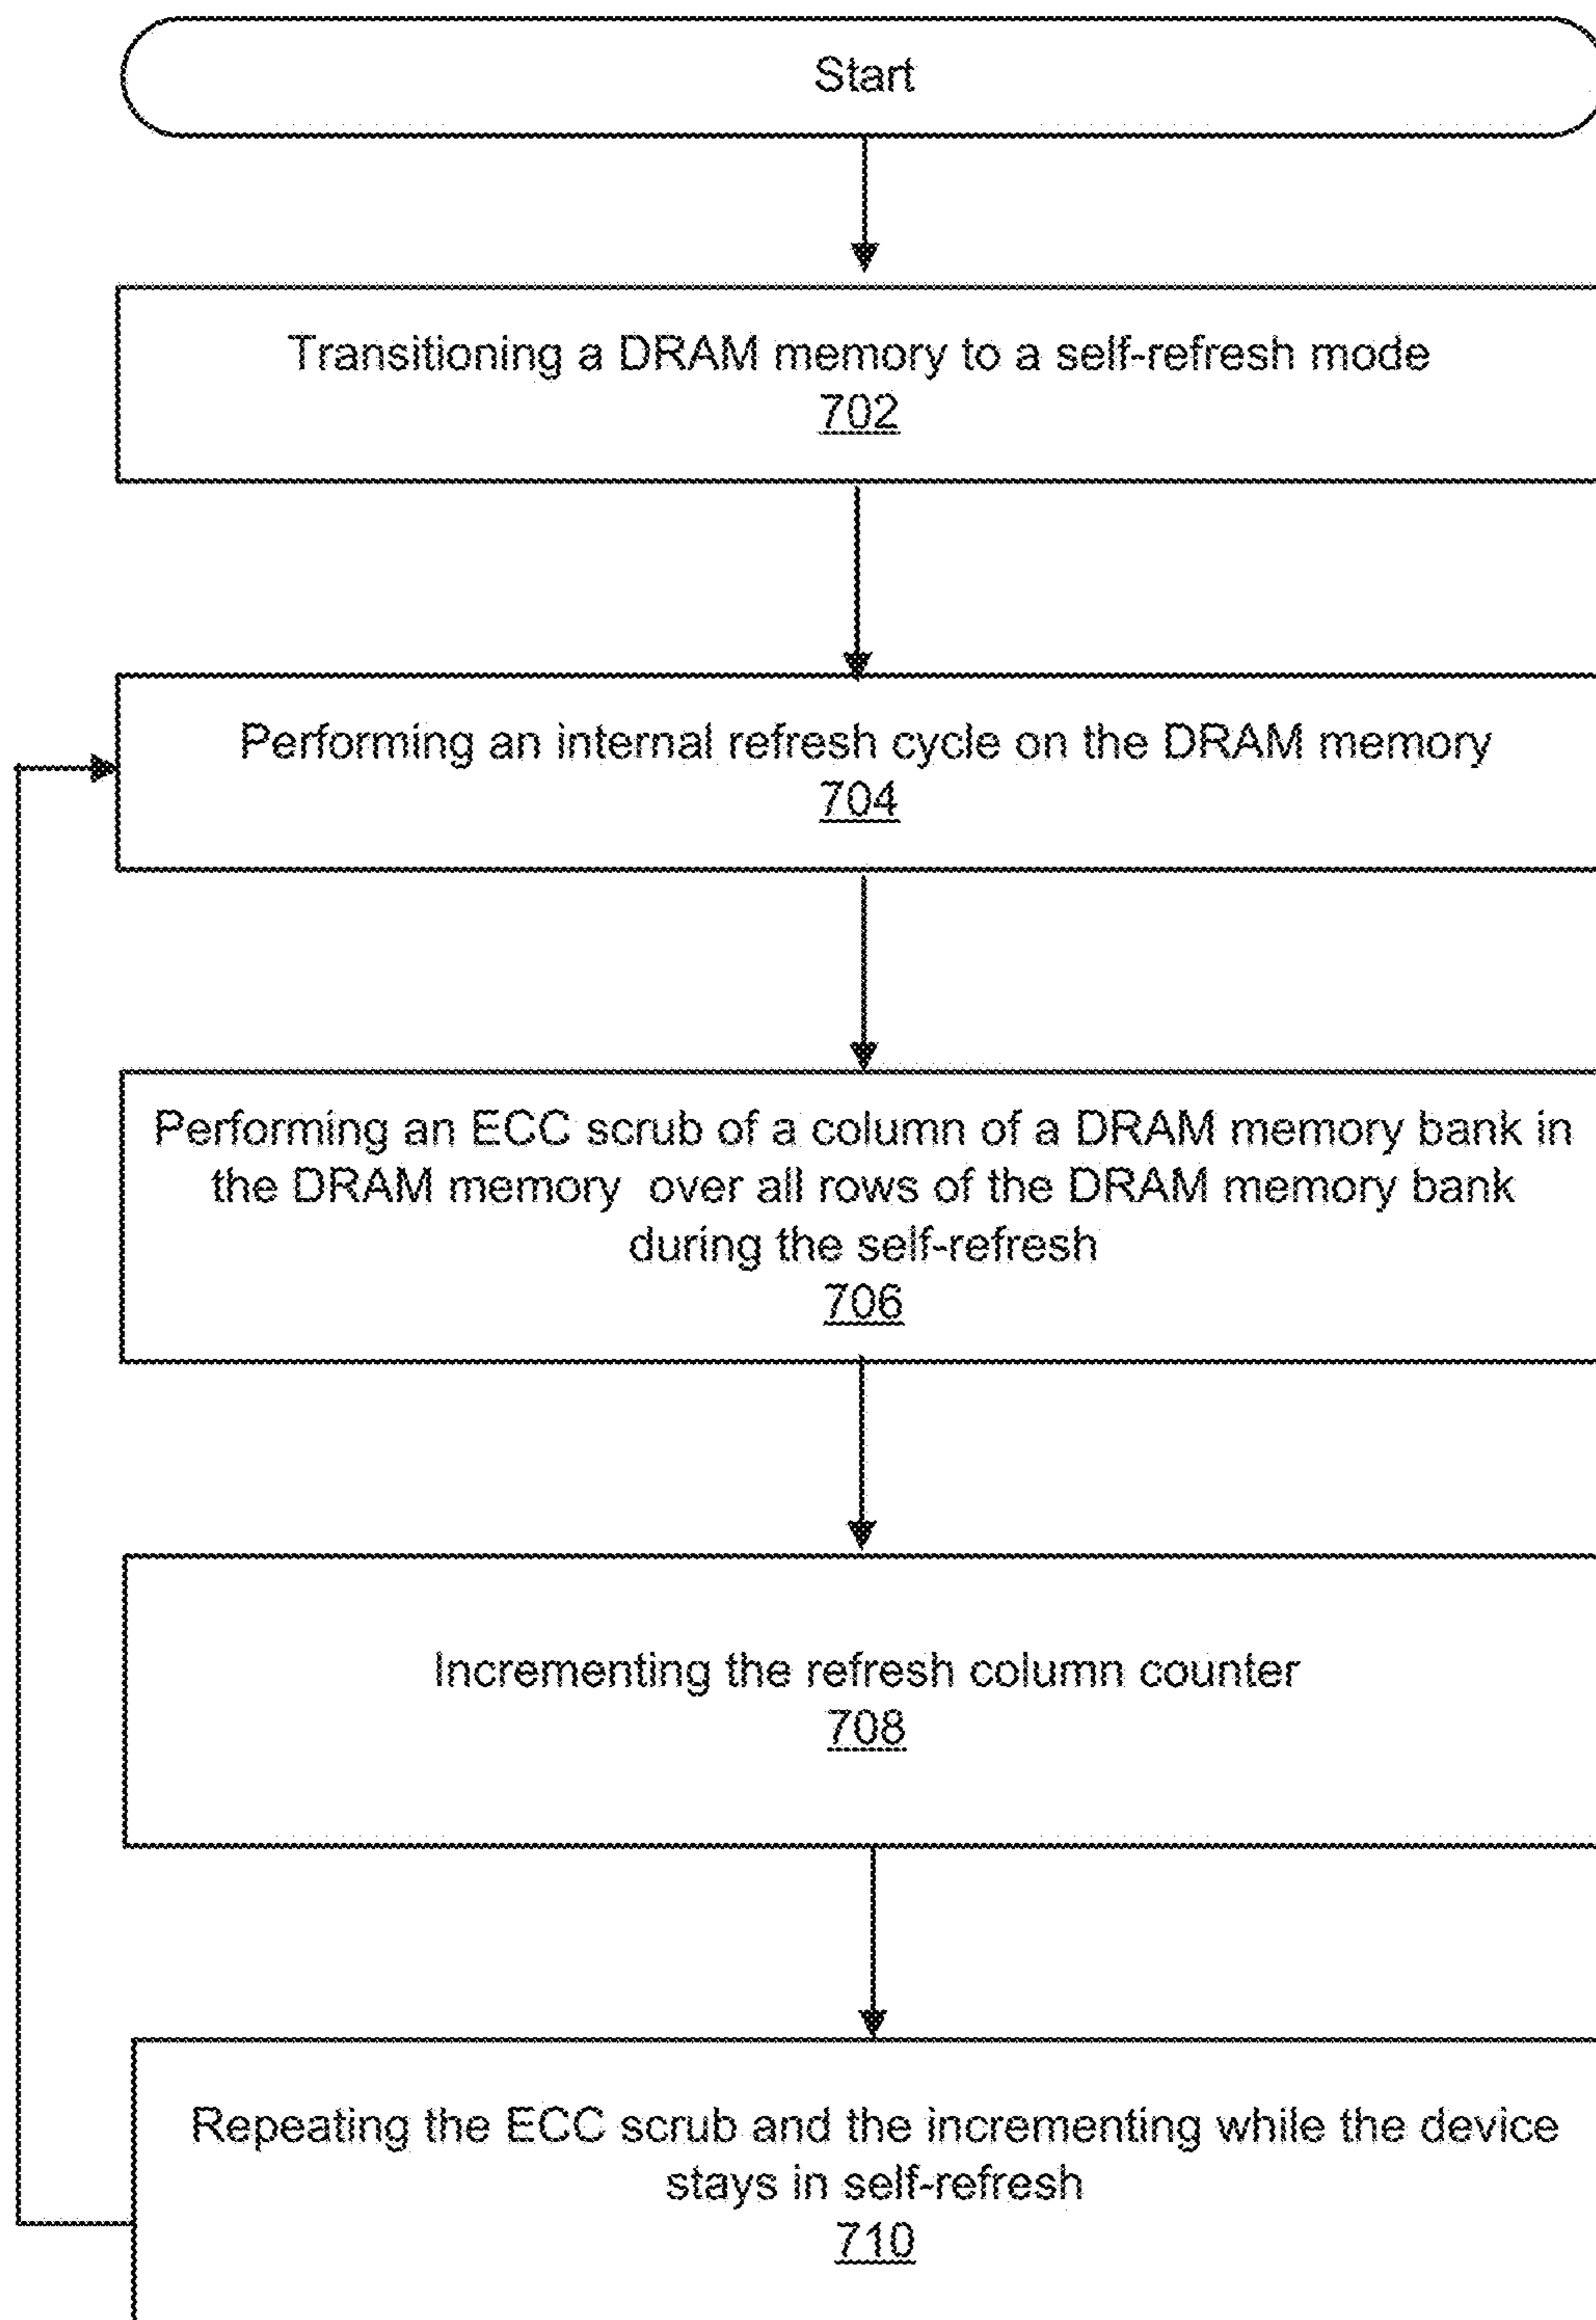 Start
Transitioning a DRAM memory to a self-refresh mode
702
Performing an internal refresh cycle on the DRAM memory
704
Performing an ECC scrub of a column of a DRAM memory bank in
the DRAM memory over all rows of the DRAM memory bank
during the self-refresh
706
Incrementing the refresh column counter
708
Repeating the ECC scrub and the incrementing while the device
stays in self-refresh
710